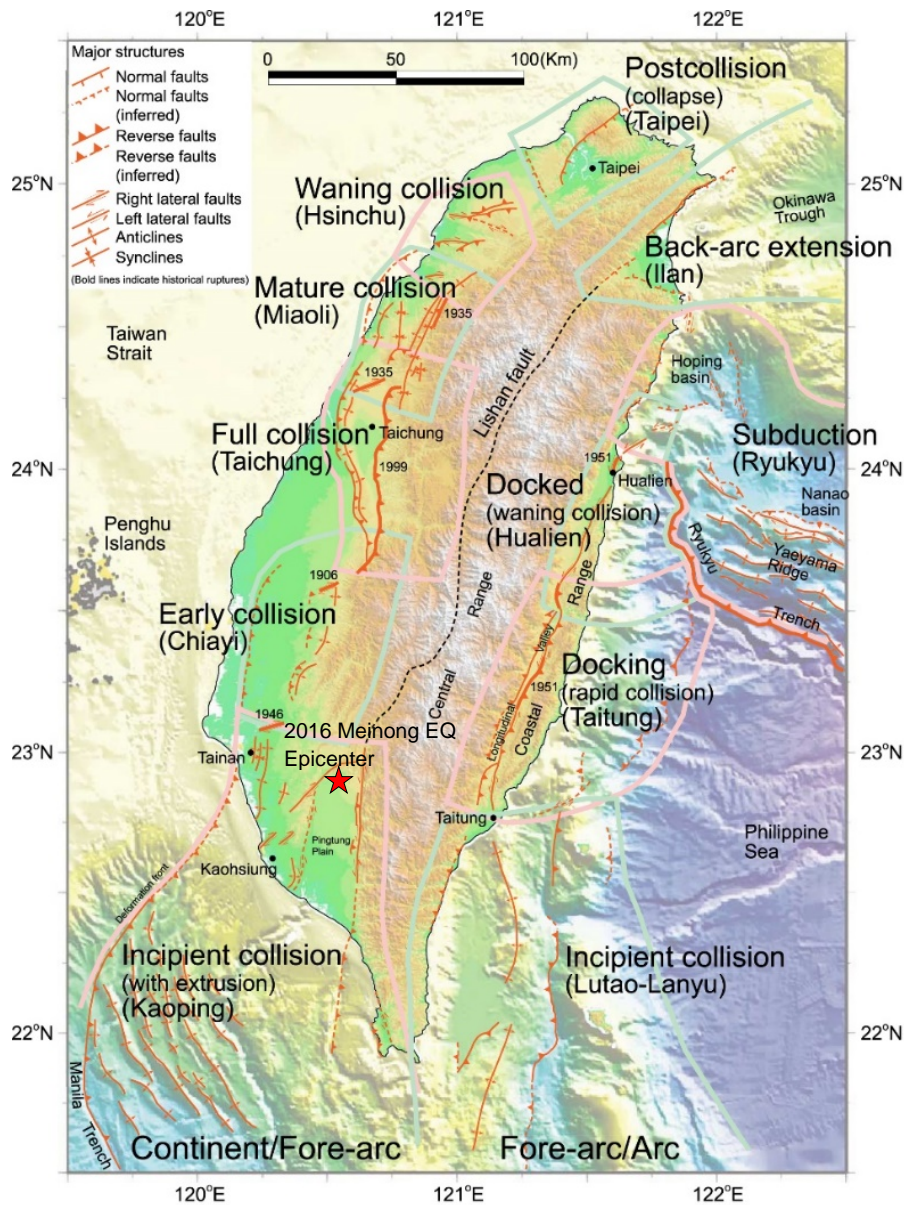 120°E
121°E
122°E
Major structures
Normal faults
Normal faults
(inferred)
Reverse faults
Reverse faults
(inferred)
Right lateral faults
Left lateral faults
Anticlines
Synclines
(Bold lines indicate historical ruptures)
0
50
100(Km)
Postcollision
(collapse)
(Taipei)
Taipei
25°N
25°N
Waning collision
(Hsinchu)
Okinawa
Trough
Back-arc extension
(Ilan)
Mature collision
(Miaoli)
1935
Taiwan
Strait
Hoping
basin
1935
Lishan fault
Full collision
(Taichung)
Taichung
Subduction
(Ryukyu)
1951
24°N
24°N
1999
Hualien
Docked
(waning collision)
(Hualien)
Nanao
basin
Penghu
Islands
Ryukyu
Yaeyama
Ridge
Trench
1906
Range
Range
Early collision
(Chiayi)
Valley
Docking
(rapid collision)
(Taitung)
1951
Central
Longitudinal
Coastal
1946
2016 Meinong EQ
Epicenter
23°N
23°N
Tainan
Taitung
Pingtung
Plain
Philippine
Sea
Kaohsiung
Deformation front
Incipient collision
(with extrusion)
(Kaoping)
Incipient collision
(Lutao-Lanyu)
22°N
22°N
Manila
Trench
Continent/Fore-arc
Fore-arc/Arc
120°E
121°E
122°E